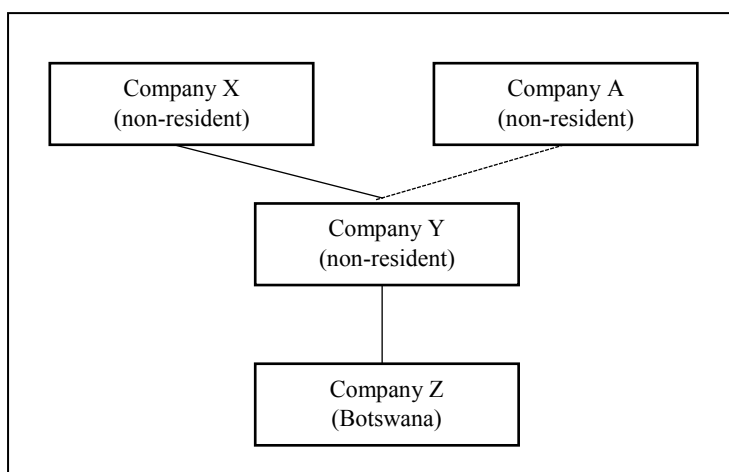 Company X
(non-resident)
Company A
(non-resident)
Company Y
(non-resident)
Company Z
(Botswana)